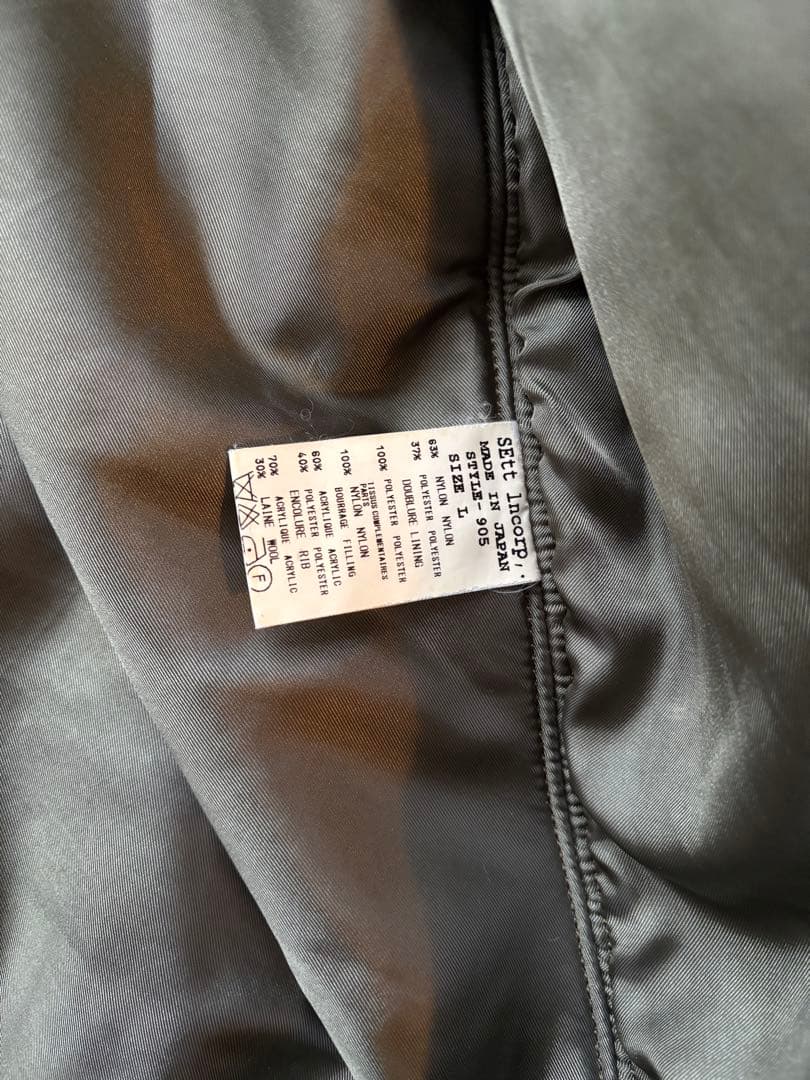 SEtt lncorp,.
MADE IN JAPAN
STYLE-905
SIZE L
63% NYLON NYLON
37% POLYESTER POLYESTER
DOUBLURE LINING
100% POLYESTER POLYESTER
TISSUS COMPLEMENTAIRES
PARTS
100% NYLON NYLON
BOURRAGE FILLING
60% ACRYLIQUE ACRYLIC
40% POLYESTER POLYESTER
ENCOLURE RIB
70% ACRYLIQUE ACRYLIC
30% LAINE WOOL
F